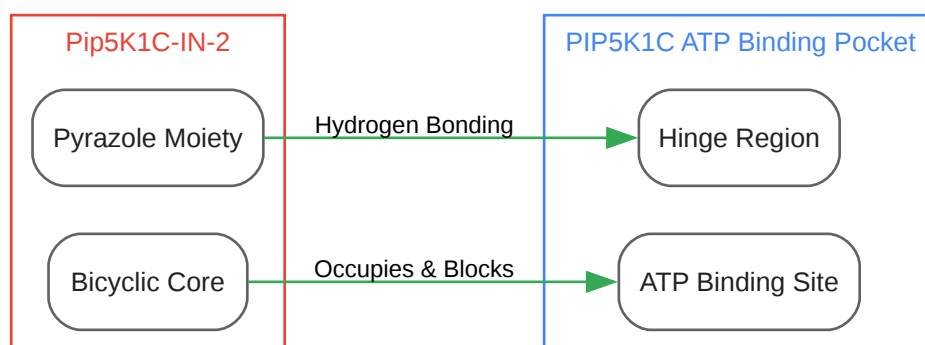 Pip5K1C-IN-2
PIP5K1C ATP Binding Pocket
Pyrazole Moiety
Hydrogen Bonding
Hinge Region
Bicyclic Core
Occupies & Blocks
ATP Binding Site